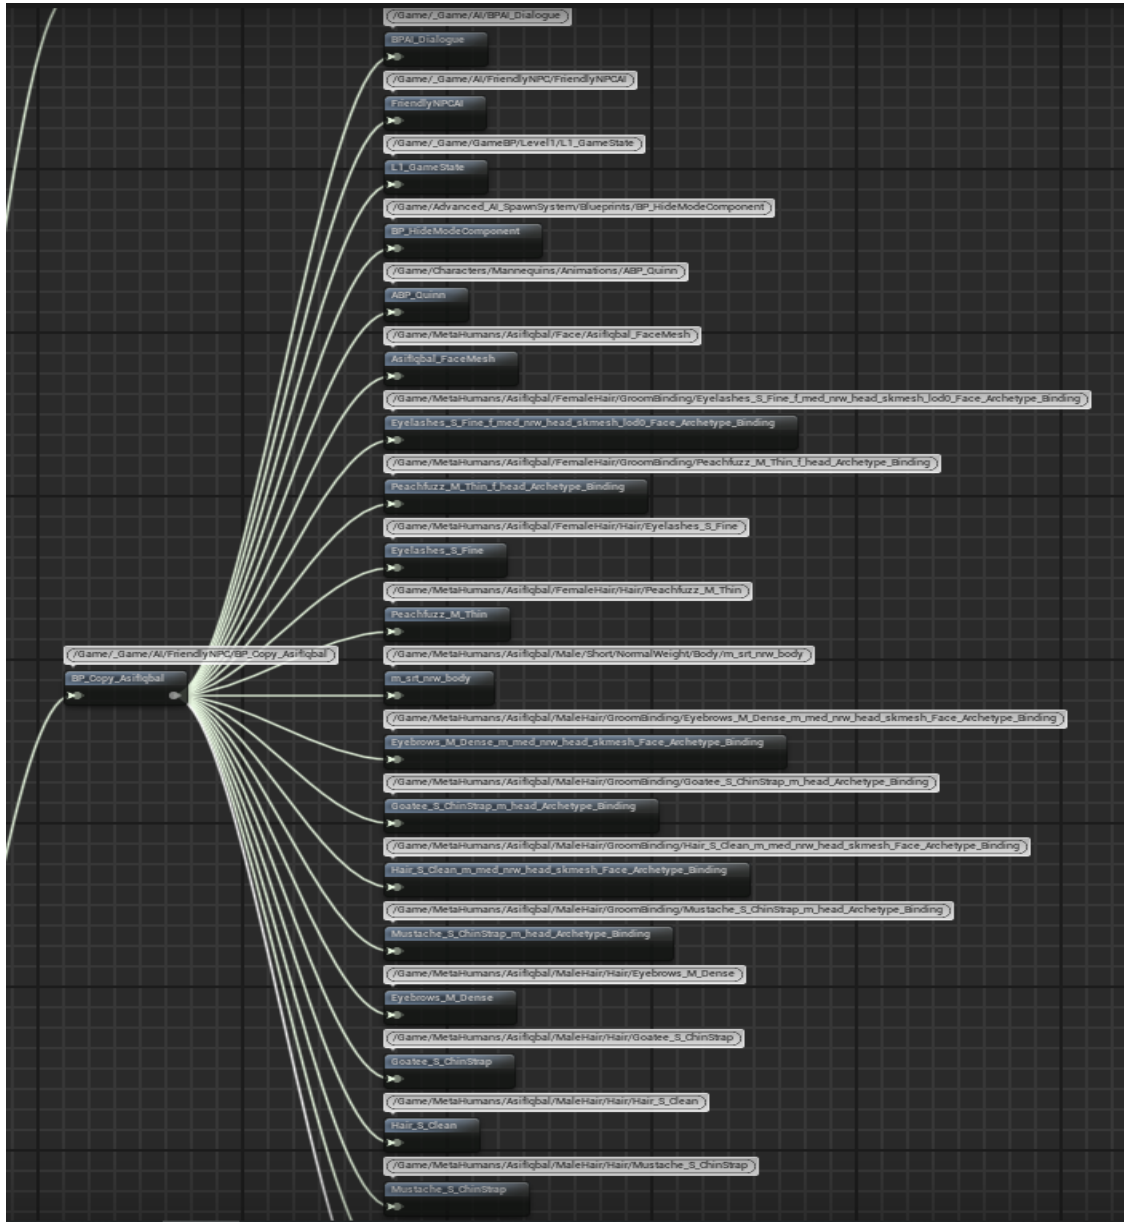 /Game/_Game/AI/BPAI_Dialogue
BPAI_Dialogue
/Game/_Game/AI/FriendlyNPC/FriendlyNPCAI
FriendlyNPCAI
/Game/_Game/GameBP/Level1/L1_GameState
L1_GameState
/Game/Advanced_AI_SpawnSystem/Blueprints/BP_HideModeComponent
BP_HideModeComponent
/Game/Characters/Mannequins/Animations/ABP_Quinn
ABP_Quinn
/Game/MetaHumans/AsifIqbal/Face/AsifIqbal_FaceMesh
AsifIqbal_FaceMesh
/Game/MetaHumans/AsifIqbal/FemaleHair/GroomBinding/Eyelashes_S_Fine_f_med_nrw_head_skmesh_lod0_Face_Archetype_Binding
Eyelashes_S_Fine_f_med_nrw_head_skmesh_lod0_Face_Archetype_Binding
/Game/MetaHumans/AsifIqbal/FemaleHair/GroomBinding/Peachfuzz_M_Thin_f_head_Archetype_Binding
Peachfuzz_M_Thin_f_head_Archetype_Binding
/Game/MetaHumans/AsifIqbal/FemaleHair/Hair/Eyelashes_S_Fine
Eyelashes_S_Fine
/Game/MetaHumans/AsifIqbal/FemaleHair/Hair/Peachfuzz_M_Thin
Peachfuzz_M_Thin
/Game/_Game/AI/FriendlyNPC/BP_Copy_AsifIqbal
BP_Copy_AsifIqbal
/Game/MetaHumans/AsifIqbal/Male/Short/NormalWeight/Body/m_srt_nrw_body
m_srt_nrw_body
/Game/MetaHumans/AsifIqbal/MaleHair/GroomBinding/Eyebrows_M_Dense_m_med_nrw_head_skmesh_Face_Archetype_Binding
Eyebrows_M_Dense_m_med_nrw_head_skmesh_Face_Archetype_Binding
/Game/MetaHumans/AsifIqbal/MaleHair/GroomBinding/Goatee_S_ChinStrap_m_head_Archetype_Binding
Goatee_S_ChinStrap_m_head_Archetype_Binding
/Game/MetaHumans/AsifIqbal/MaleHair/GroomBinding/Hair_S_Clean_m_med_nrw_head_skmesh_Face_Archetype_Binding
Hair_S_Clean_m_med_nrw_head_skmesh_Face_Archetype_Binding
/Game/MetaHumans/AsifIqbal/MaleHair/GroomBinding/Mustache_S_ChinStrap_m_head_Archetype_Binding
Mustache_S_ChinStrap_m_head_Archetype_Binding
/Game/MetaHumans/AsifIqbal/MaleHair/Hair/Eyebrows_M_Dense
Eyebrows_M_Dense
/Game/MetaHumans/AsifIqbal/MaleHair/Hair/Goatee_S_ChinStrap
Goatee_S_ChinStrap
/Game/MetaHumans/AsifIqbal/MaleHair/Hair/Hair_S_Clean
Hair_S_Clean
/Game/MetaHumans/AsifIqbal/MaleHair/Hair/Mustache_S_ChinStrap
Mustache_S_ChinStrap